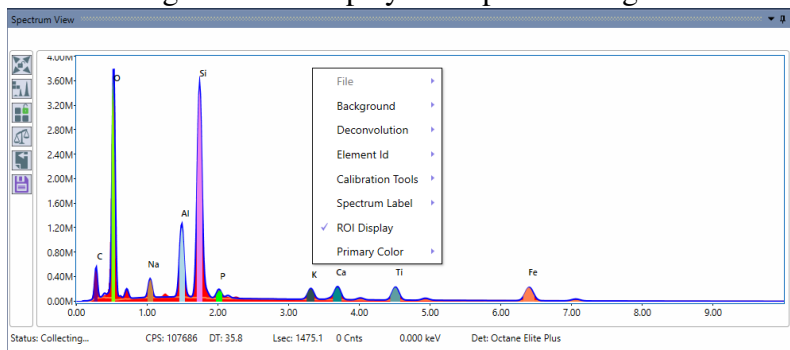 Spectrum View
4.00M
3.60M
3.20M
2.80M
2.40M
2.00M
1.60M
1.20M
0.80M
0.40M
0.00M
C
O
Na
Al
Si
P
K
Ca
Ti
Fe
File
Background
Deconvolution
Element Id
Calibration Tools
Spectrum Label
✓ ROI Display
Primary Color
0.00 1.00 2.00 3.00 4.00 5.00 6.00 7.00 8.00 9.00
Status: Collecting... CPS: 107686 DT: 35.8 Lsec: 1475.1 0 Cnts 0.000 keV Det: Octane Elite Plus